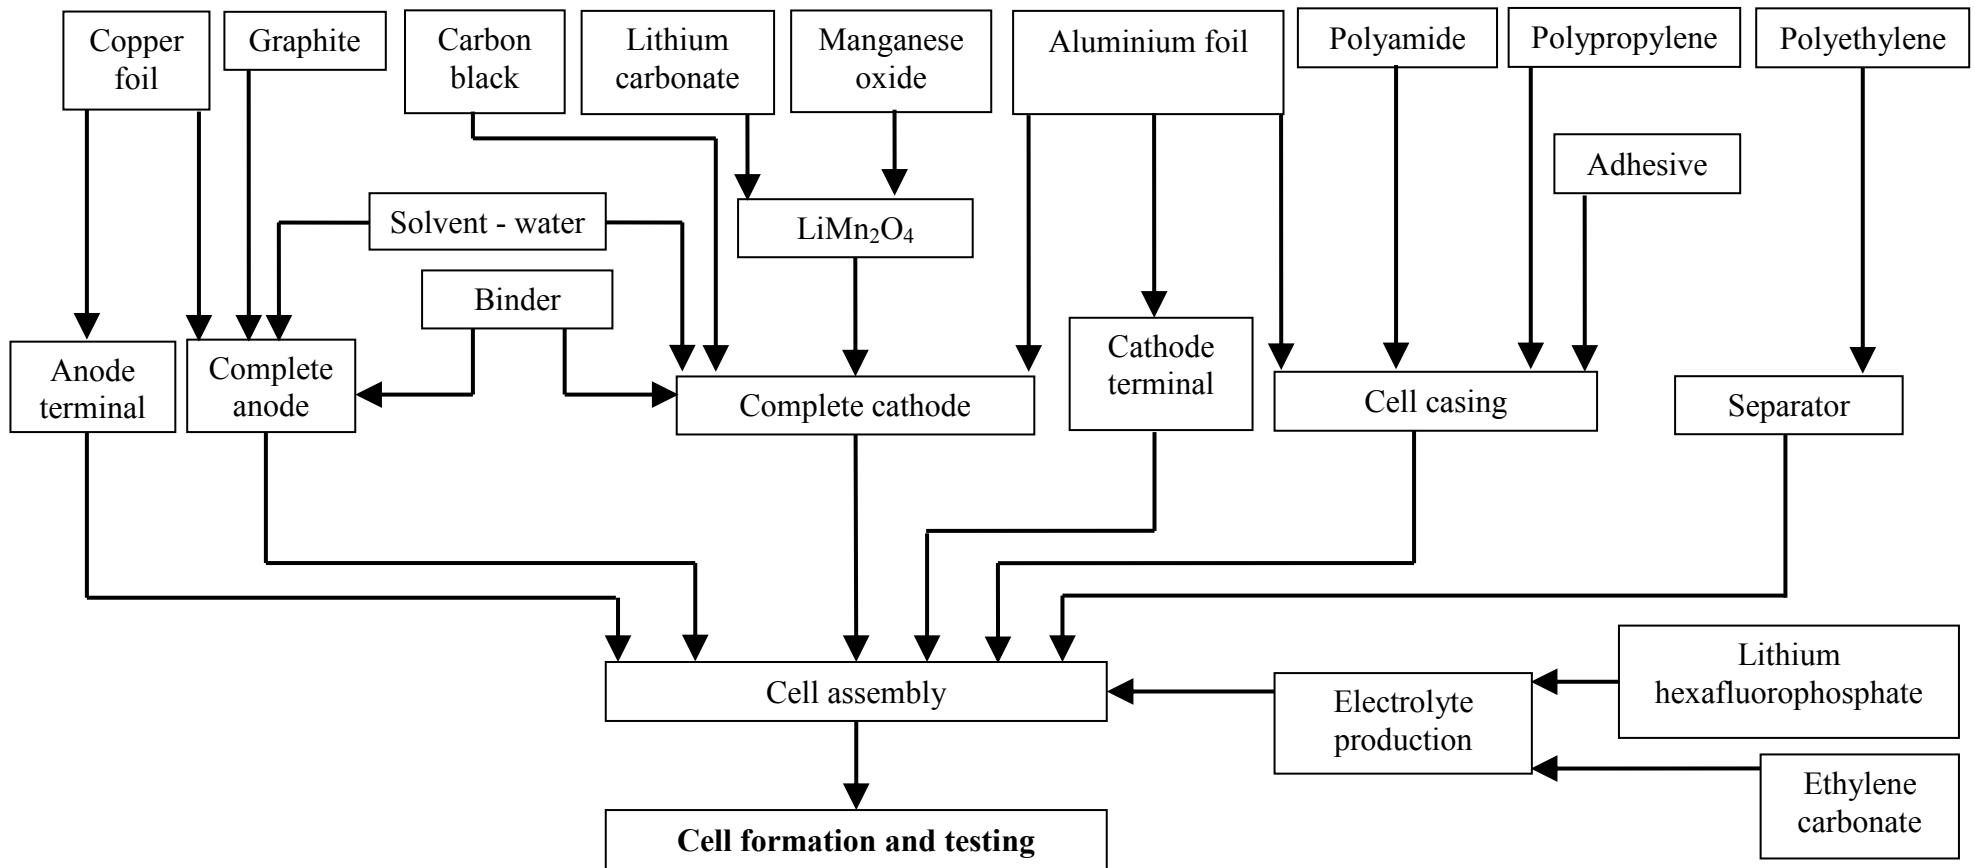 Copper
foil
Graphite
Carbon
black
Lithium
carbonate
Manganese
oxide
Aluminium foil
Polyamide
Polypropylene
Polyethylene
Adhesive
Solvent - water
LiMn₂O₄
Binder
Anode
terminal
Complete
anode
Complete cathode
Cathode
terminal
Cell casing
Separator
Cell assembly
Electrolyte
production
Lithium
hexafluorophosphate
Ethylene
carbonate
Cell formation and testing